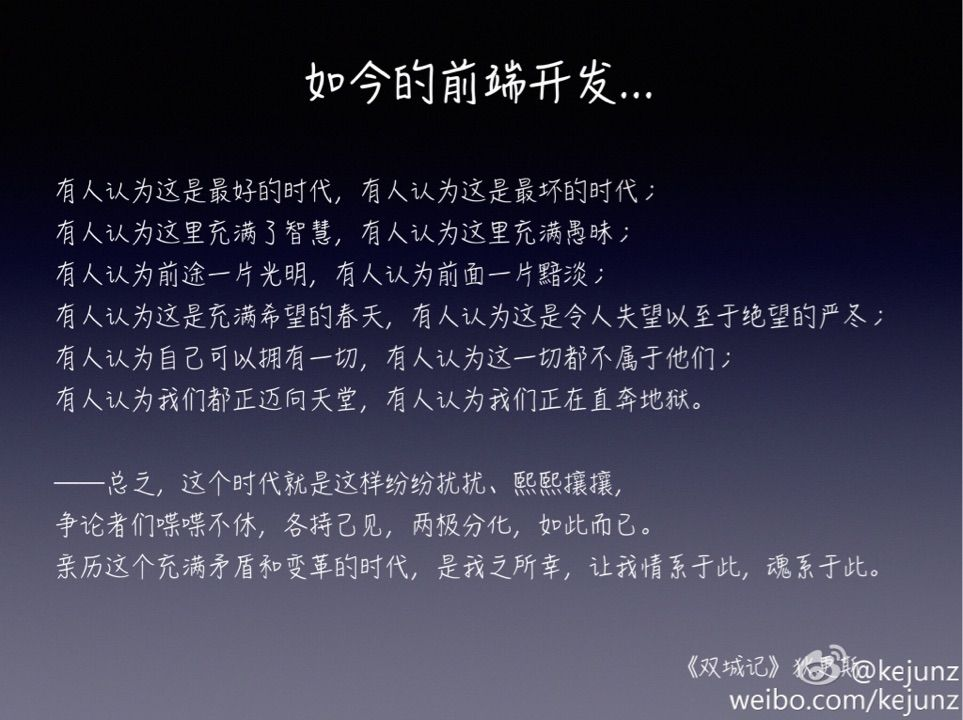 如今的前端开发...
有人认为这是最好的时代，有人认为这是最坏的时代；
有人认为这里充满了智慧，有人认为这里充满愚昧；
有人认为前途一片光明，有人认为前面一片黯淡；
有人认为这是充满希望的春天，有人认为这是令人失望以至于绝望的严冬；
有人认为自己可以拥有一切，有人认为这一切都不属于他们；
有人认为我们都正迈向天堂，有人认为我们正在直奔地狱。
——总之，这个时代就是这样纷纷扰扰、熙熙攘攘，
争论者们喋喋不休，各持己见，两极分化，如此而已。
亲历这个充满矛盾和变革的时代，是我之所幸，让我情系于此，魂系于此。
《双城记》狄更斯
@kejunz
weibo.com/kejunz